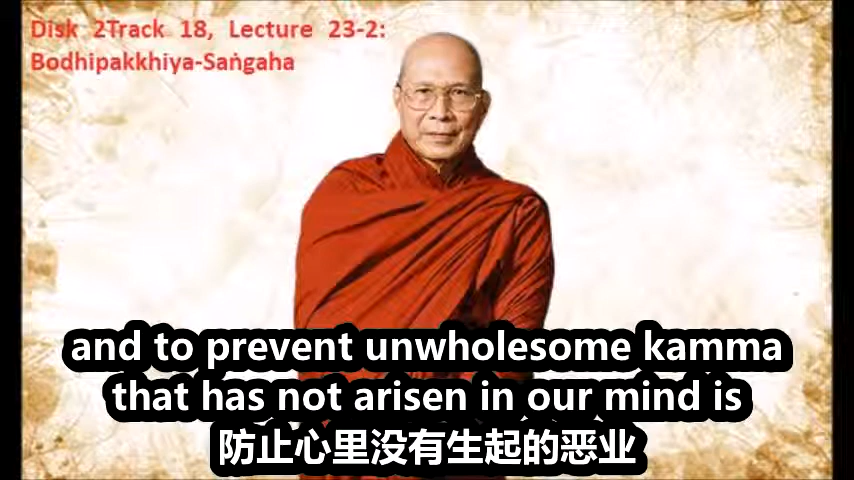 Disk 2Track 18, Lecture 23-2:
Bodhipakkhiya-Saṅgaha
and to prevent unwholesome kamma
that has not arisen in our mind is
防止心里没有生起的恶业